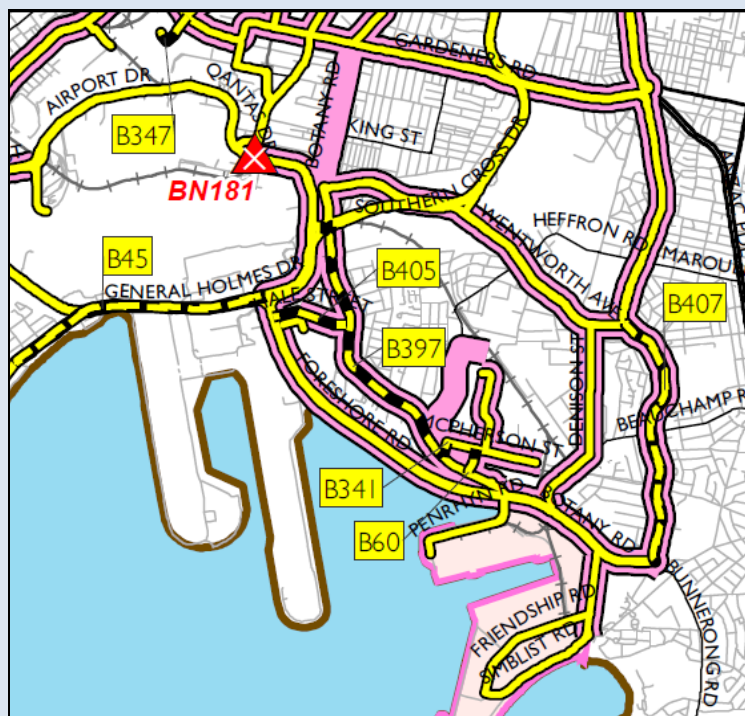 GARDENERS RD
AIRPORT DR
QANTAS DR
BOTANY RD
KING ST
B347
BN181
SOUTHERN CROSS DR
WENTWORTH AVE
HEFFRON RD
MAROU
B45
GENERAL HOLMES DR
B405
B407
B397
FORESHORE RD
DENISON ST
BEAUCHAMP R
MCPHERSON ST
B341
PENRHYN RD
BOTANY RD
B60
BUNNERONG RD
FRIENDSHIP RD
SIMBLIST RD